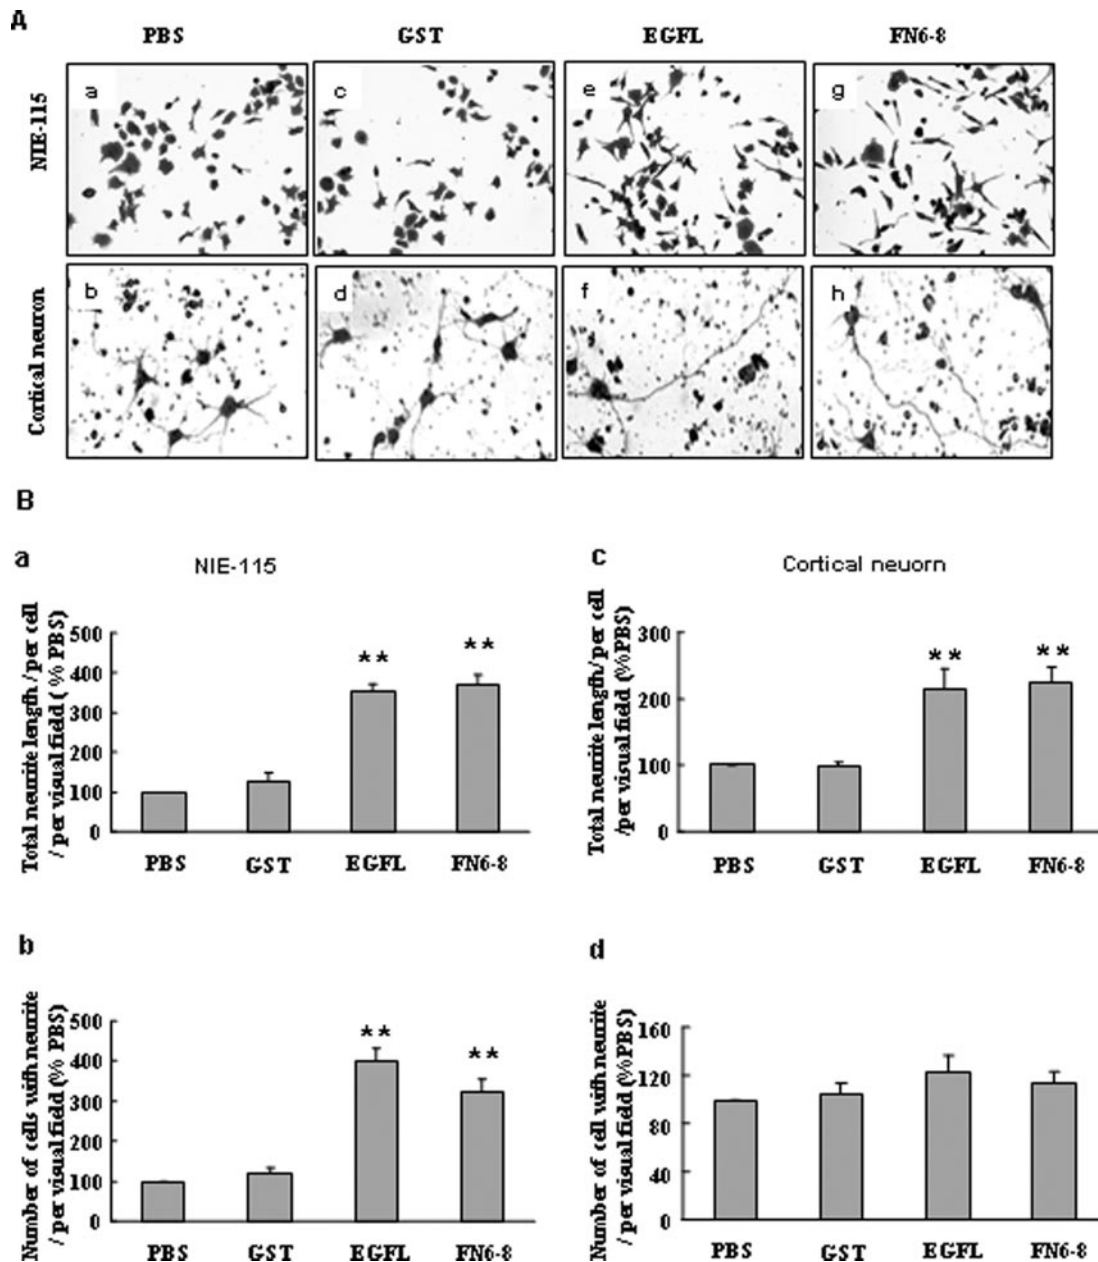 A
PBS GST EGFL FN6-8
NIE-115
a c e g
Cortical neuron
b d f h
B
a
NIE-115
Total neurite length / per cell
/ per visual field ( % PBS)
500
400
300
200
100
0
**
**
PBS GST EGFL FN6-8
c
Cortical neuorn
Total neurite length/ per cell
/per visual field (%PBS)
300
200
100
0
**
**
PBS GST EGFL FN6-8
b
Number of cells with neurite
/ per visual field (% PBS)
500
400
300
200
100
0
**
**
PBS GST EGFL FN6-8
d
Number of cell with neurite
/ per visual field (%PBS)
160
120
80
40
0
PBS GST EGFL FN6-8